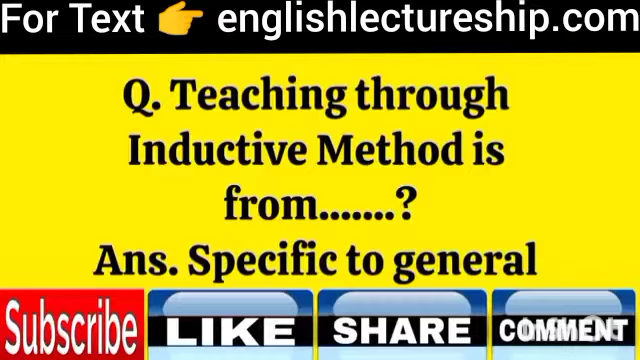 For Text 👉 englishlectureship.com
Q. Teaching through
Inductive Method is
from.......?
Ans. Specific to general
Subscribe LIKE SHARE COMMENT